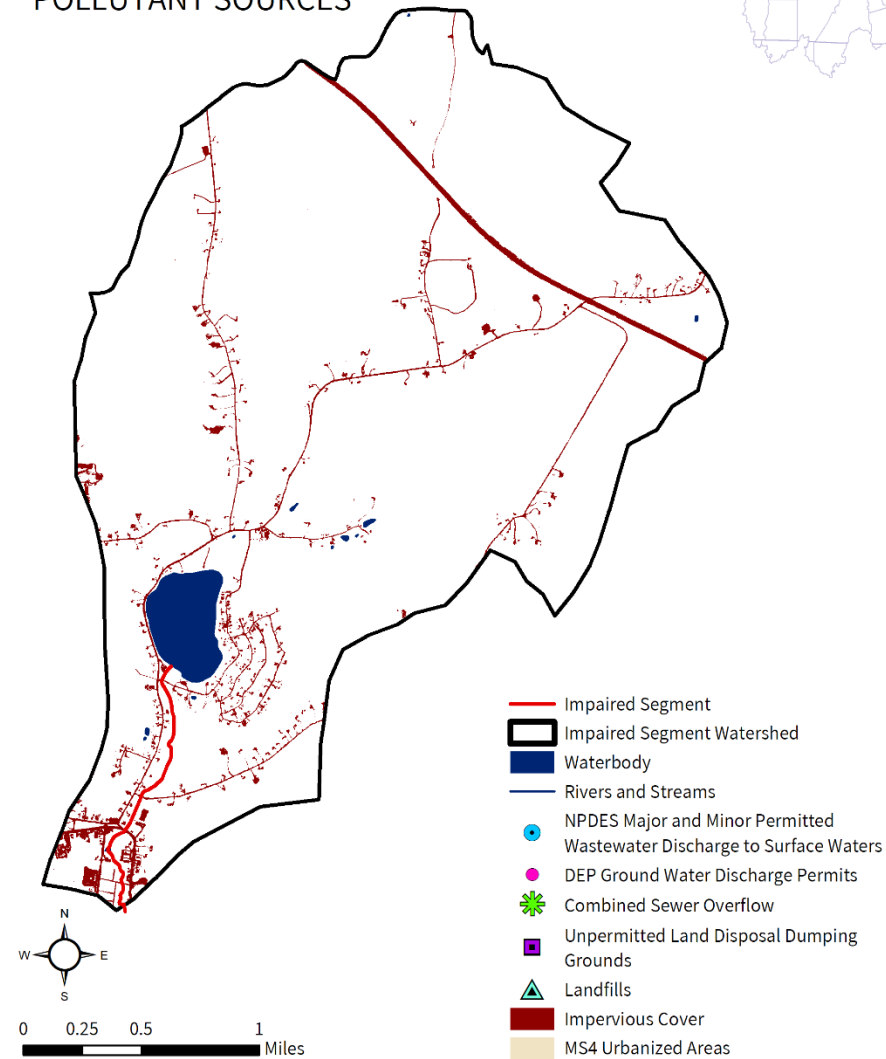 POLLUTANT SOURCES
Impaired Segment
Impaired Segment Watershed
Waterbody
Rivers and Streams
NPDES Major and Minor Permitted
Wastewater Discharge to Surface Waters
DEP Ground Water Discharge Permits
Combined Sewer Overflow
Unpermitted Land Disposal Dumping
Grounds
Landfills
Impervious Cover
MS4 Urbanized Areas
N
W E
S
0 0.25 0.5 1
Miles